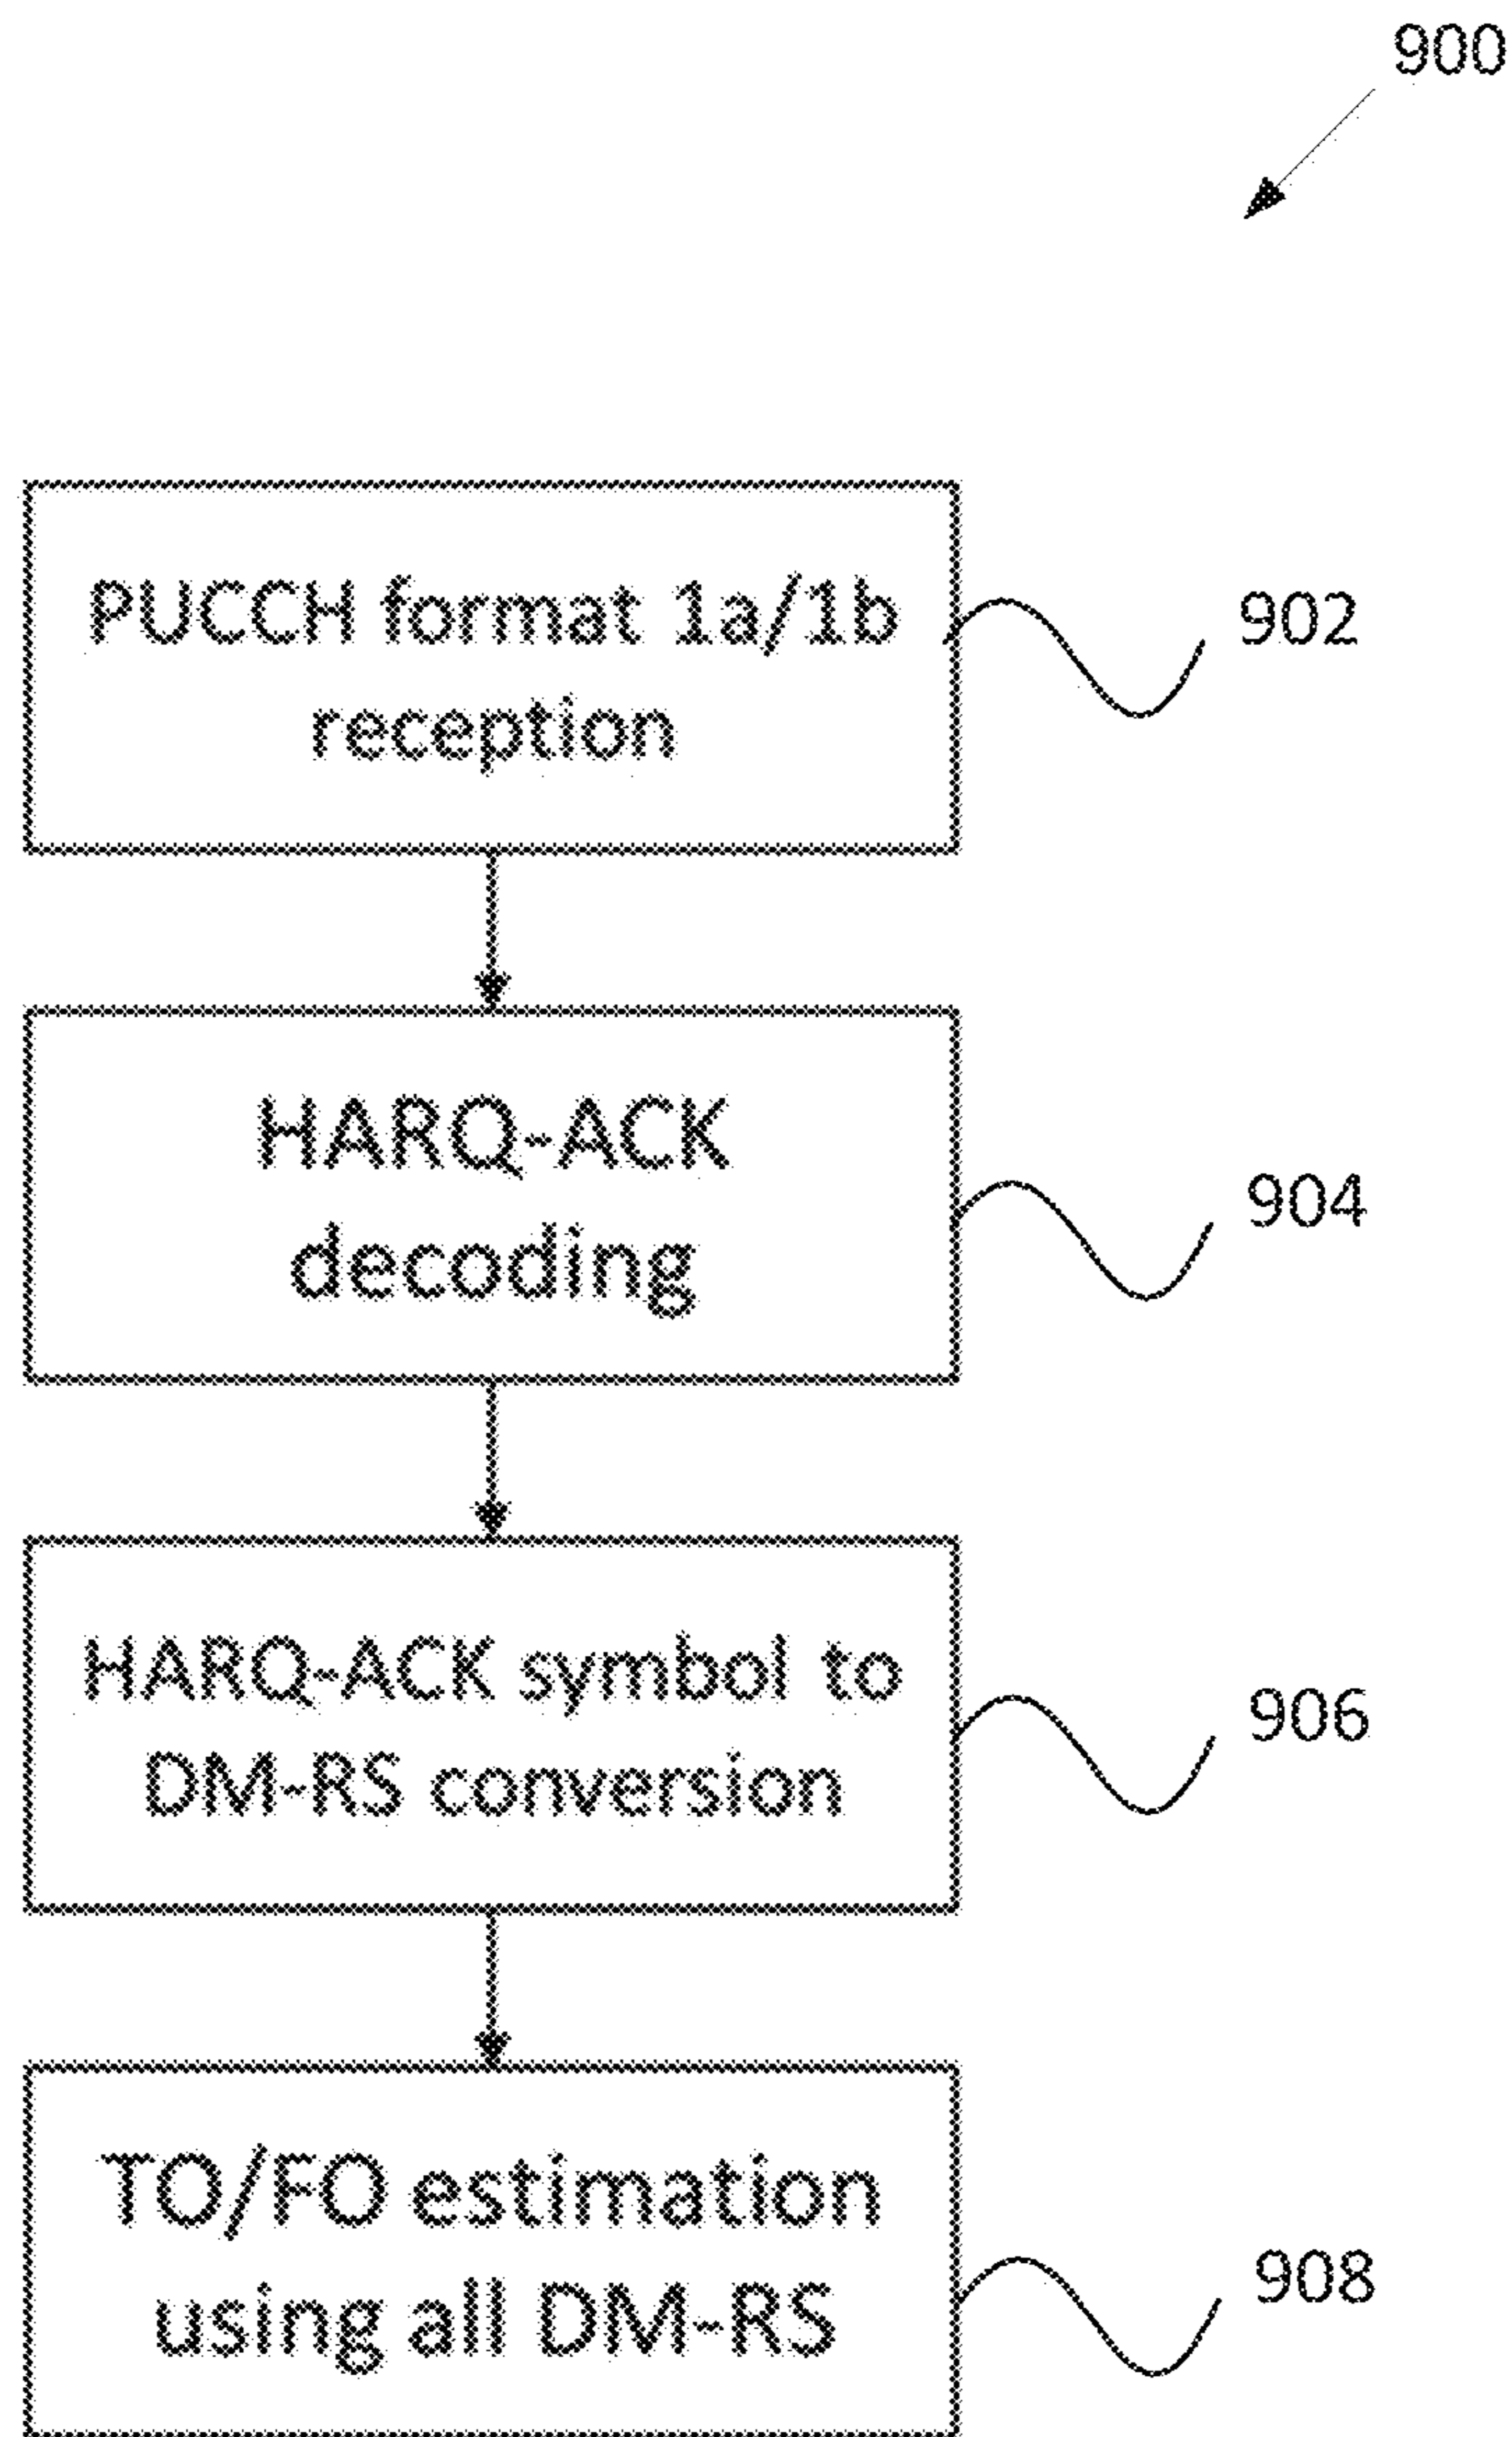 900
PUCCH format 1a/1b
reception
902
HARQ-ACK
decoding
904
HARQ-ACK symbol to
DM-RS conversion
906
TO/FO estimation
using all DM-RS
908